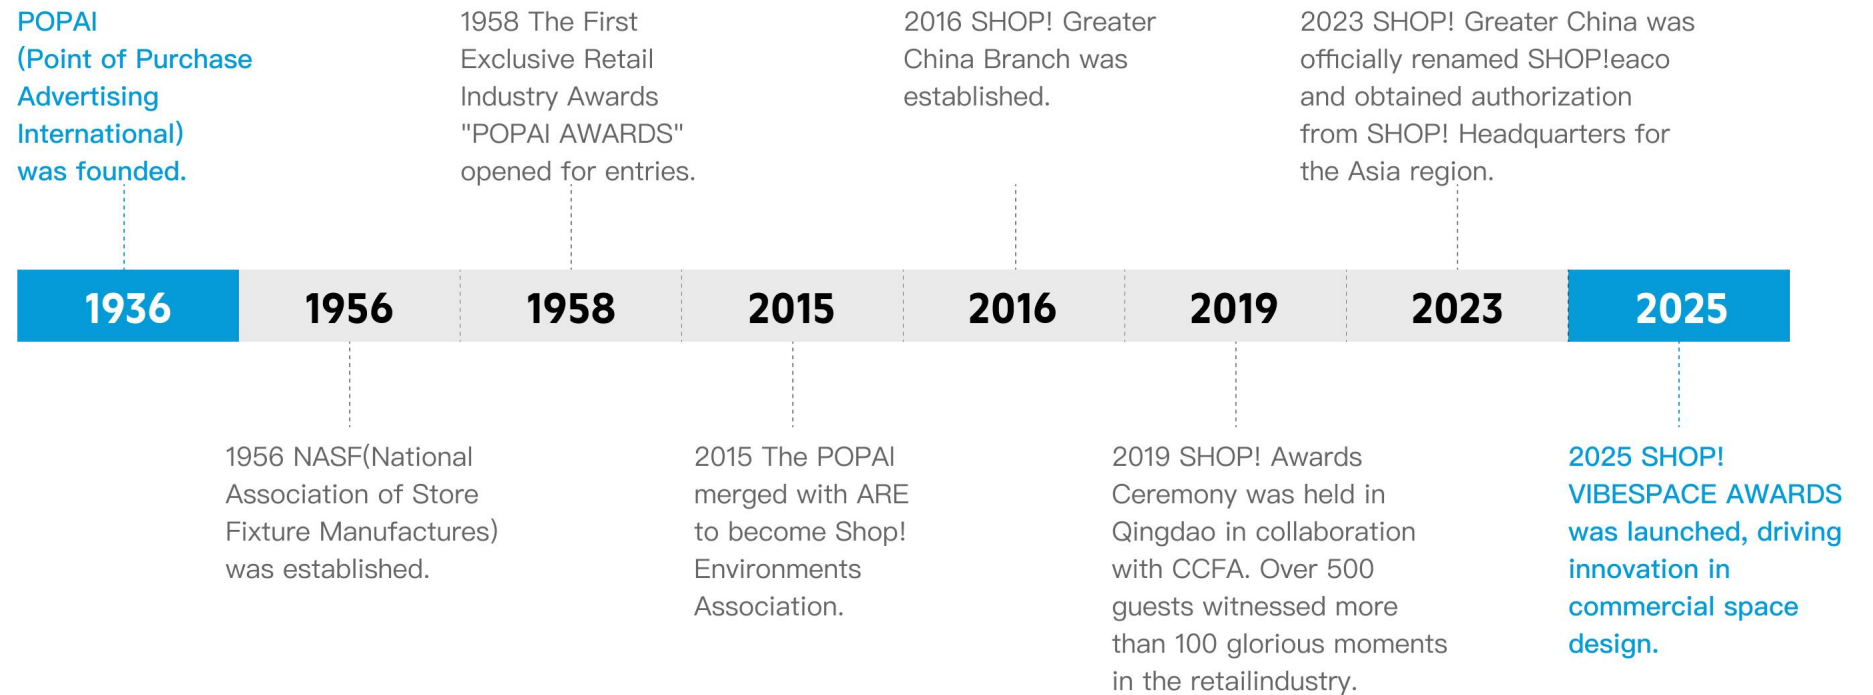 POPAI
(Point of Purchase
Advertising
International)
was founded.
1958 The First
Exclusive Retail
Industry Awards
"POPAI AWARDS"
opened for entries.
2016 SHOP! Greater
China Branch was
established.
2023 SHOP! Greater China was
officially renamed SHOP!eaco
and obtained authorization
from SHOP! Headquarters for
the Asia region.
1936 1956 1958 2015 2016 2019 2023 2025
1956 NASF(National
Association of Store
Fixture Manufactures)
was established.
2015 The POPAI
merged with ARE
to become Shop!
Environments
Association.
2019 SHOP! Awards
Ceremony was held in
Qingdao in collaboration
with CCFA. Over 500
guests witnessed more
than 100 glorious moments
in the retailindustry.
2025 SHOP!
VIBESPACE AWARDS
was launched, driving
innovation in
commercial space
design.